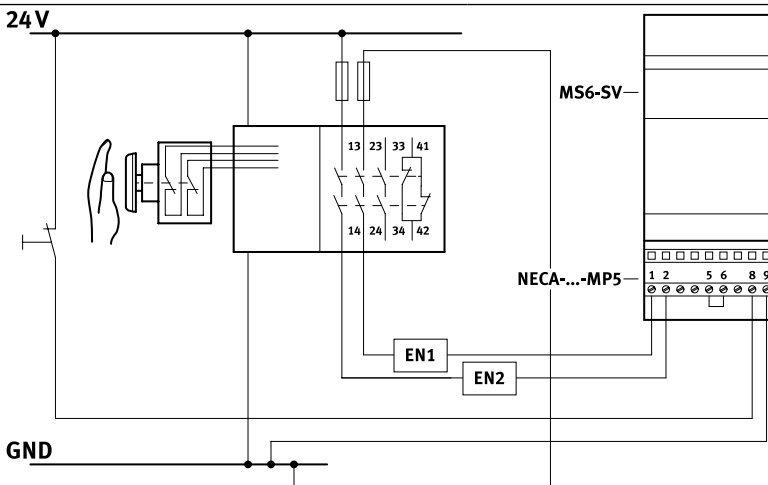 24 V
MS6-SV
13 23 33 41
14 24 34 42
NECA-...-MP5
1 2 5 6 8 9
EN1
EN2
GND